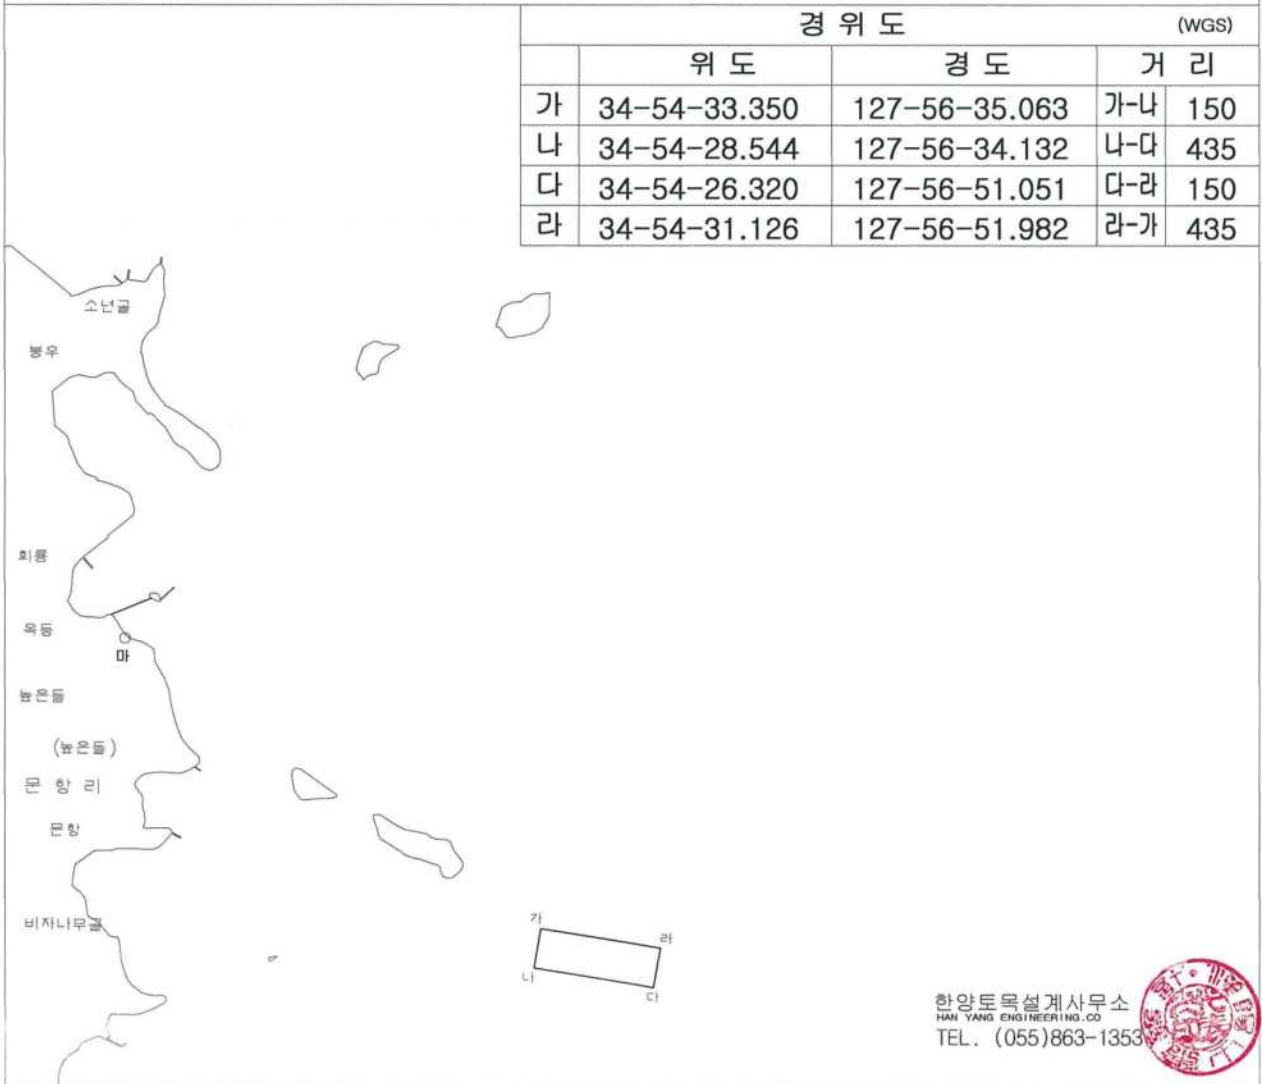 경 위 도 (WGS)
위 도 경 도 거 리
가 34-54-33.350 127-56-35.063 가-나 150
나 34-54-28.544 127-56-34.132 나-다 435
다 34-54-26.320 127-56-51.051 다-라 150
라 34-54-31.126 127-56-51.982 라-가 435
소년골
봉우
회룡
옥동
마
높은들
(높은들)
문 항 리
문항
비자나무골
가
라
나
다
한양토목설계사무소
HAN YANG ENGINEERING.CO
TEL. (055)863-1353